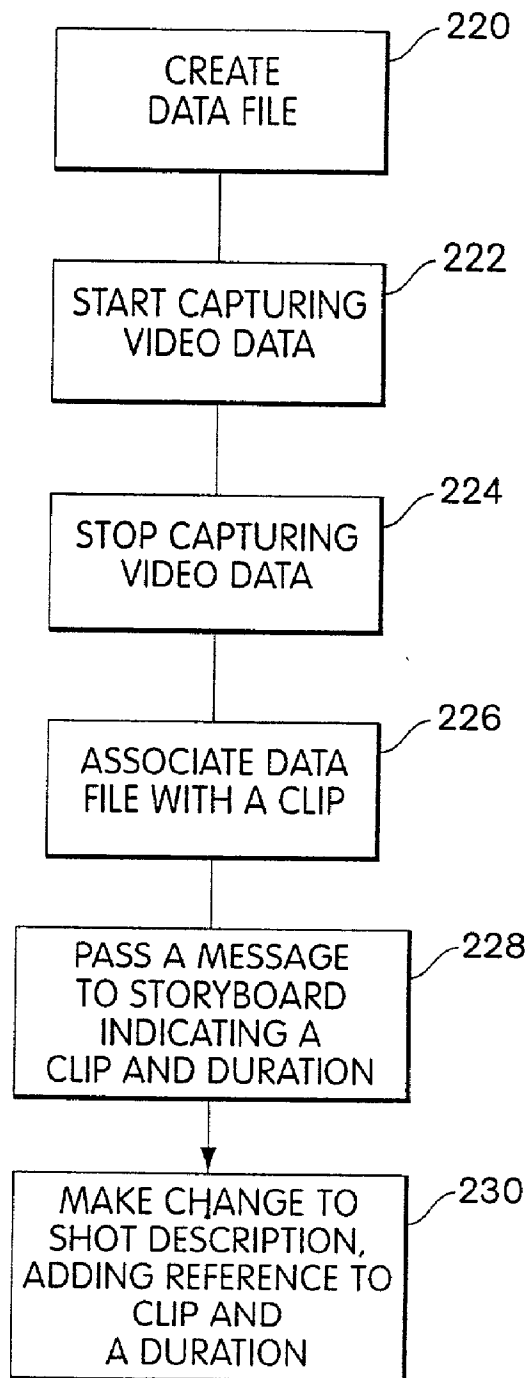 220
CREATE
DATA FILE
222
START CAPTURING
VIDEO DATA
224
STOP CAPTURING
VIDEO DATA
226
ASSOCIATE DATA
FILE WITH A CLIP
228
PASS A MESSAGE
TO STORYBOARD
INDICATING A
CLIP AND DURATION
230
MAKE CHANGE TO
SHOT DESCRIPTION,
ADDING REFERENCE TO
CLIP AND
A DURATION